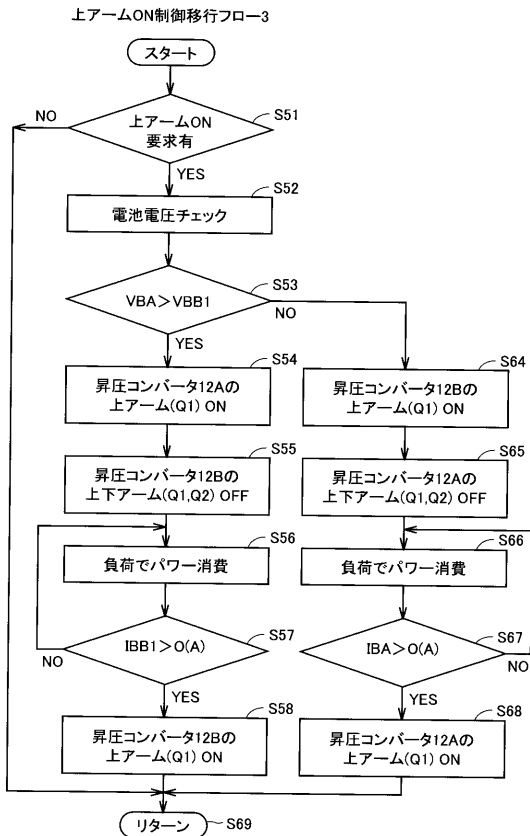 上アームON制御移行フロー3
スタート
S51
上アームON
要求有
NO
YES
S52
電池電圧チェック
S53
VBA>VBB1
NO
YES
S54
昇圧コンバータ12Aの
上アーム(Q1) ON
S55
昇圧コンバータ12Bの
上下アーム(Q1,Q2) OFF
S56
負荷でパワー消費
S57
IBB1>0(A)
NO
YES
S58
昇圧コンバータ12Bの
上アーム(Q1) ON
S64
昇圧コンバータ12Bの
上アーム(Q1) ON
S65
昇圧コンバータ12Aの
上下アーム(Q1,Q2) OFF
S66
負荷でパワー消費
S67
IBA>0(A)
NO
YES
S68
昇圧コンバータ12Aの
上アーム(Q1) ON
リターン
S69